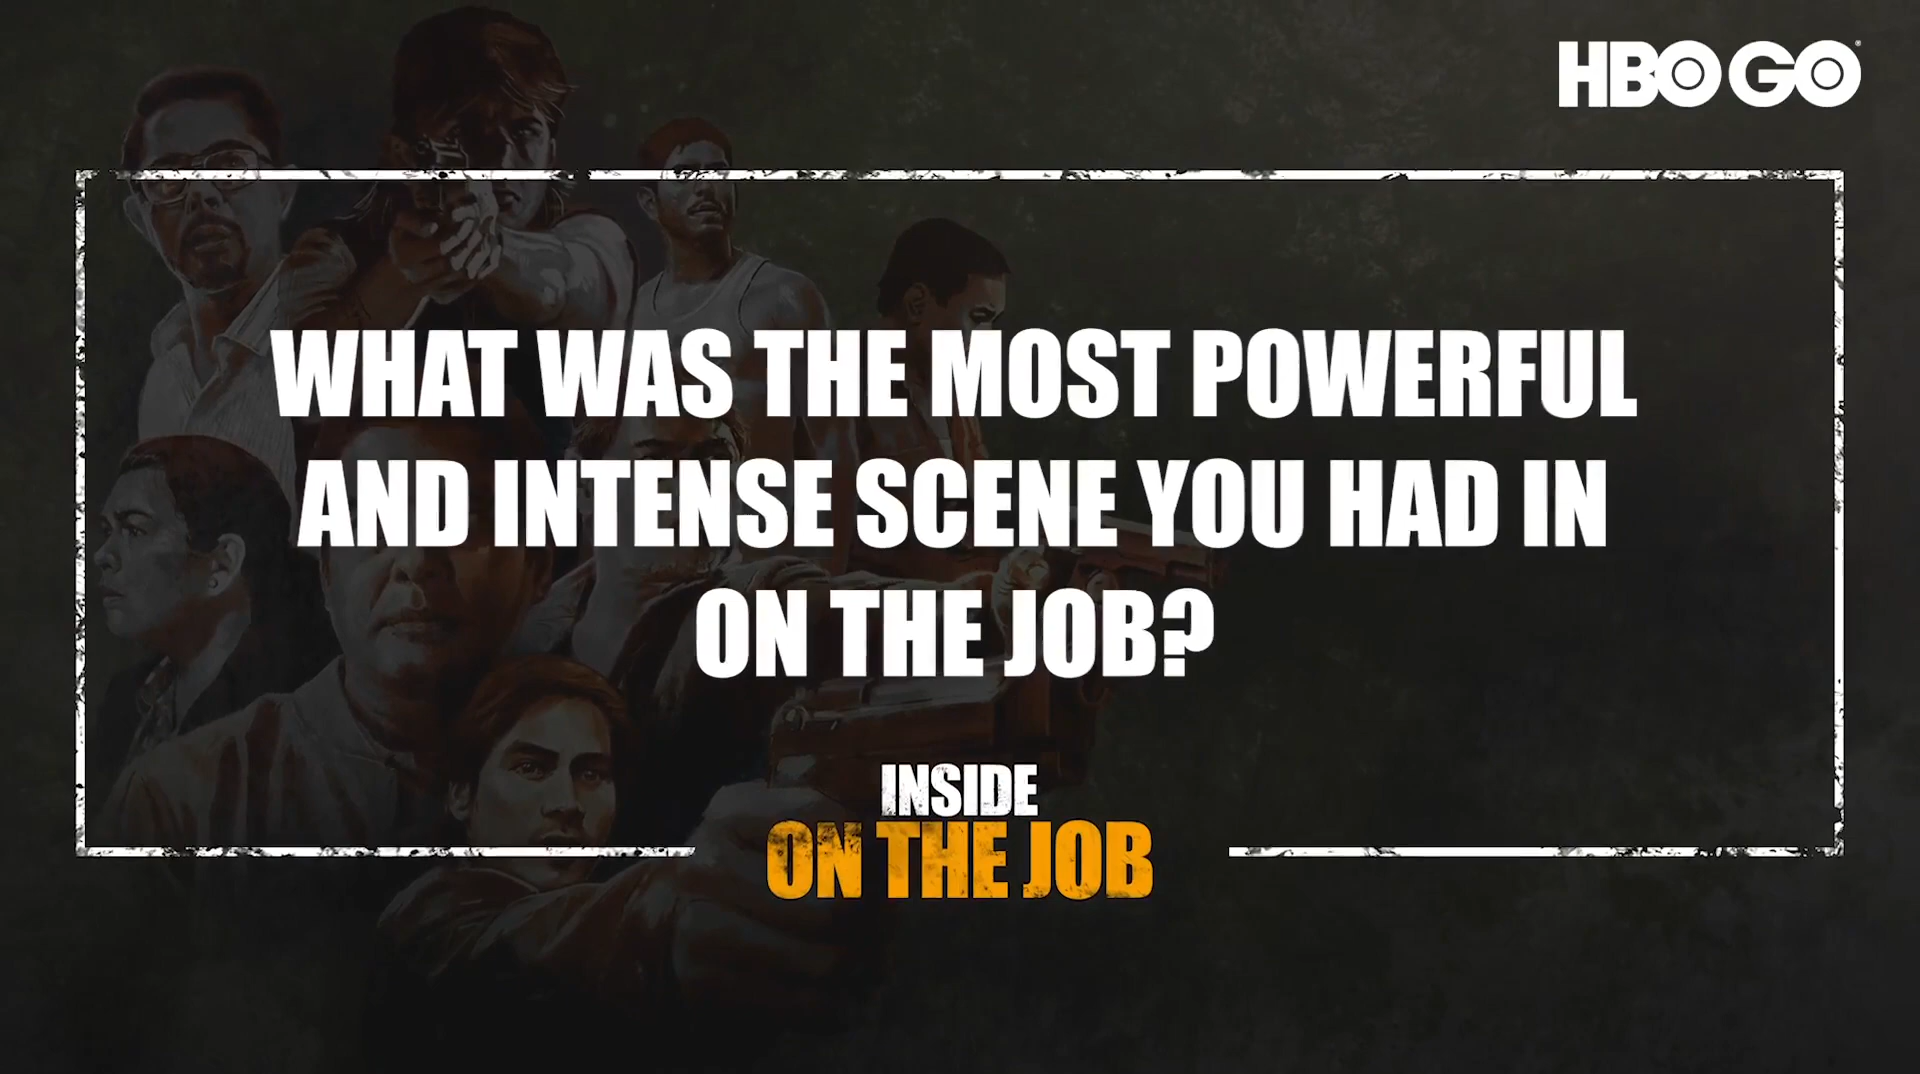 HBO GO
WHAT WAS THE MOST POWERFUL
AND INTENSE SCENE YOU HAD IN
ON THE JOB?
INSIDE
ON THE JOB